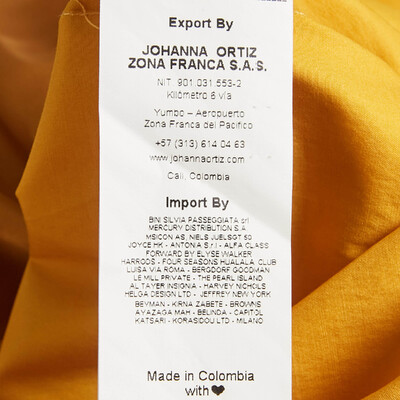 Export By
JOHANNA ORTIZ
ZONA FRANCA S.A.S.
NIT. 901.031.553-2
Kilómetro 6 vía
Yumbo – Aeropuerto
Zona Franca del Pacifico
+57 (313) 614 04 63
www.johannaortiz.com
Cali, Colombia
Import By
BINI SILVIA PASSEGGIATA srl
MERCURY DISTRIBUTION S.A.
MSICON AS, NIELS JUELSGT 50
JOYCE HK - ANTONIA S.r.l - ALFA CLASS
FORWARD BY ELYSE WALKER
HARRODS - FOUR SEASONS HUALALA, CLUB
LUISA VIA ROMA - BERGDORF GOODMAN
LE MILL PRIVATE - THE PEARL ISLAND
AL TAYER INSIGNIA - HARVEY NICHOLS
HELGA DESIGN LTD - JEFFREY NEW YORK
BEYMAN - KIRNA ZABETE - BROWNS
AYAZAGA MAH - BELINDA - CAPITOL
KATSARI - KORASIDOU LTD - MILANO
Made in Colombia
with ♥